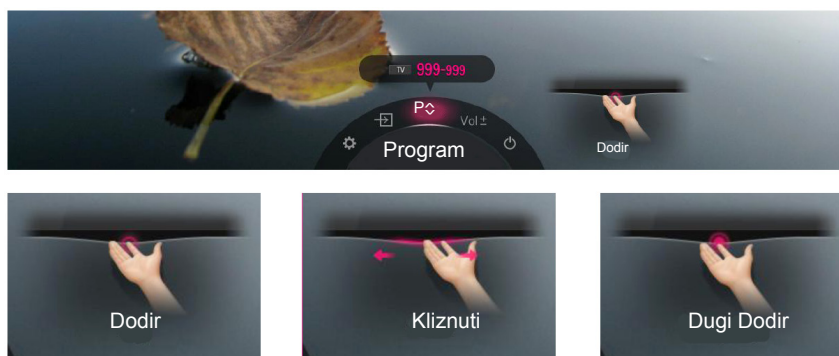 TV 999-999
P
Vol ±
Program
Dodir
Dodir
Kliznuti
Dugi Dodir